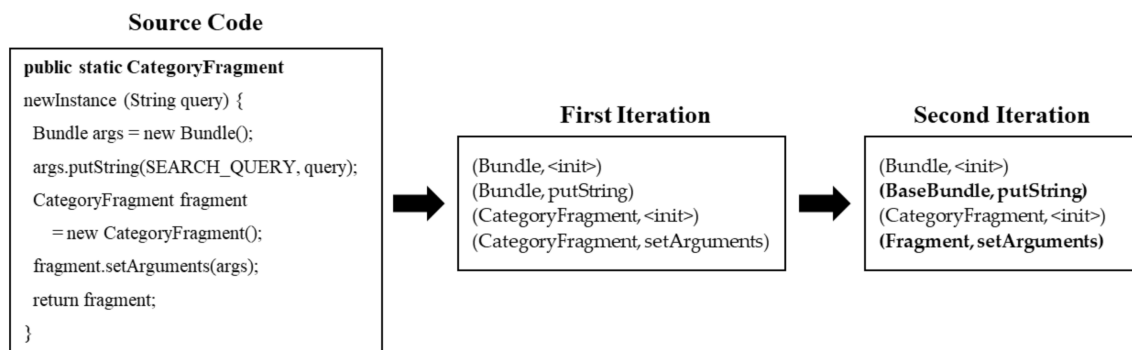 Source Code
public static CategoryFragment
newInstance (String query) {
Bundle args = new Bundle();
args.putString(SEARCH_QUERY, query);
CategoryFragment fragment
= new CategoryFragment();
fragment.setArguments(args);
return fragment;
}
First Iteration
(Bundle, <init>)
(Bundle, putString)
(CategoryFragment, <init>)
(CategoryFragment, setArguments)
Second Iteration
(Bundle, <init>)
(BaseBundle, putString)
(CategoryFragment, <init>)
(Fragment, setArguments)